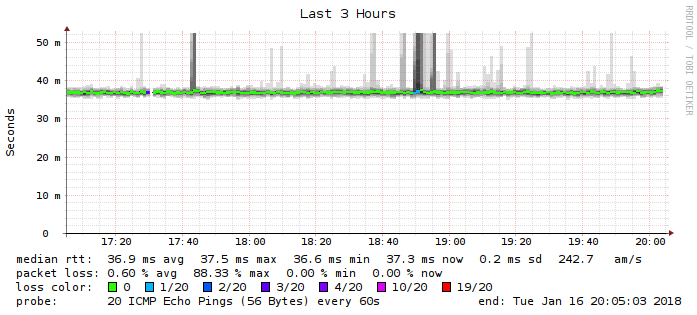 Last 3 Hours
RRDTOOL / TOBI OETIKER
Seconds
50 m
40 m
30 m
20 m
10 m
0
17:20 17:40 18:00 18:20 18:40 19:00 19:20 19:40 20:00
median rtt: 36.9 ms avg 37.5 ms max 36.6 ms min 37.3 ms now 0.2 ms sd 242.7 am/s
packet loss: 0.60 % avg 88.33 % max 0.00 % min 0.00 % now
loss color: 0 1/20 2/20 3/20 4/20 10/20 19/20
probe: 20 ICMP Echo Pings (56 Bytes) every 60s end: Tue Jan 16 20:05:03 2018